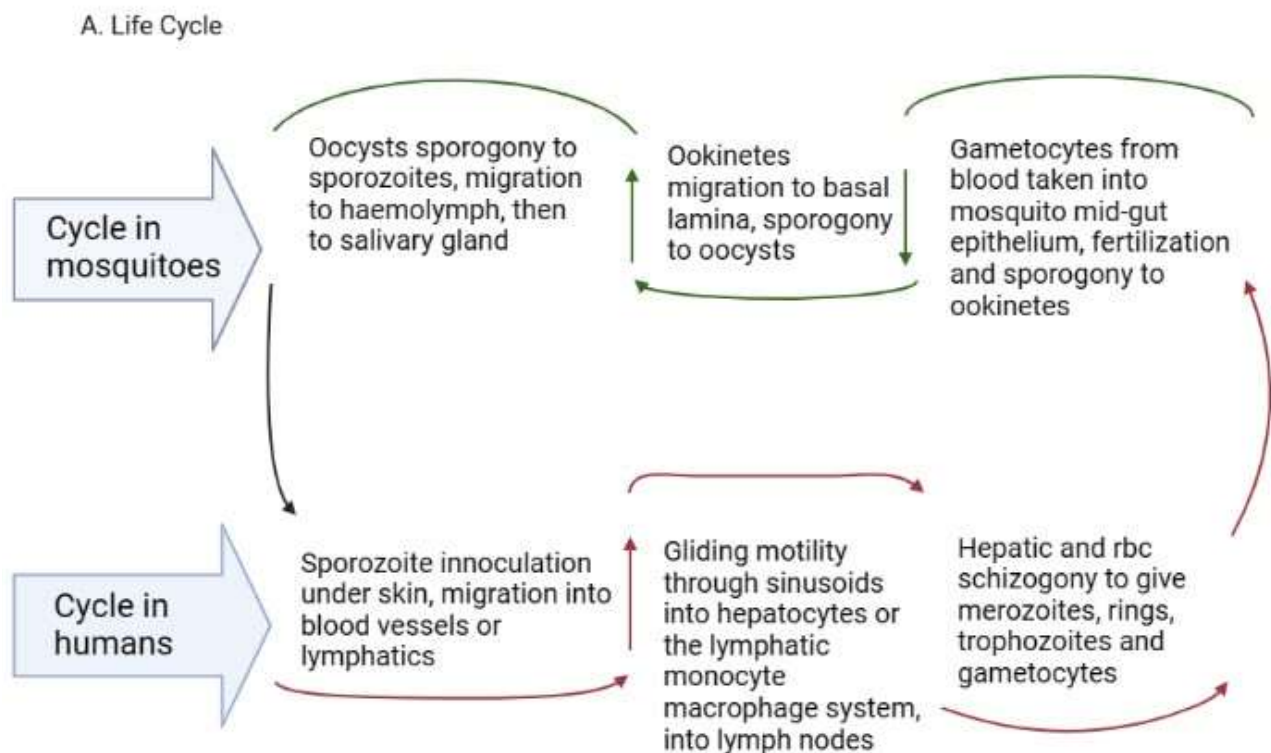 A. Life Cycle
Cycle in
mosquitoes
Oocysts sporogony to
sporozoites, migration
to haemolymph, then
to salivary gland
Ookinetes
migration to basal
lamina, sporogony
to oocysts
Gametocytes from
blood taken into
mosquito mid-gut
epithelium, fertilization
and sporogony to
ookinetes
Cycle in
humans
Sporozoite innoculation
under skin, migration into
blood vessels or
lymphatics
Gliding motility
through sinusoids
into hepatocytes or
the lymphatic
monocyte
macrophage system,
into lymph nodes
Hepatic and rbc
schizogony to give
merozoites, rings,
trophozoites and
gametocytes